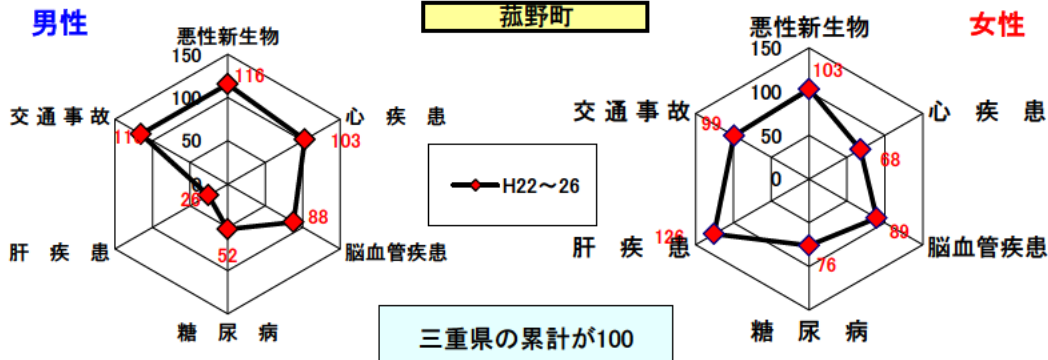 男性
菰野町
女性
悪性新生物
150
100
50
0
116
心疾患
103
脳血管疾患
88
糖尿病
52
肝疾患
26
交通事故
H22～26
悪性新生物
150
100
50
0
103
心疾患
68
脳血管疾患
89
糖尿病
76
肝疾患
126
交通事故
99
三重県の累計が100